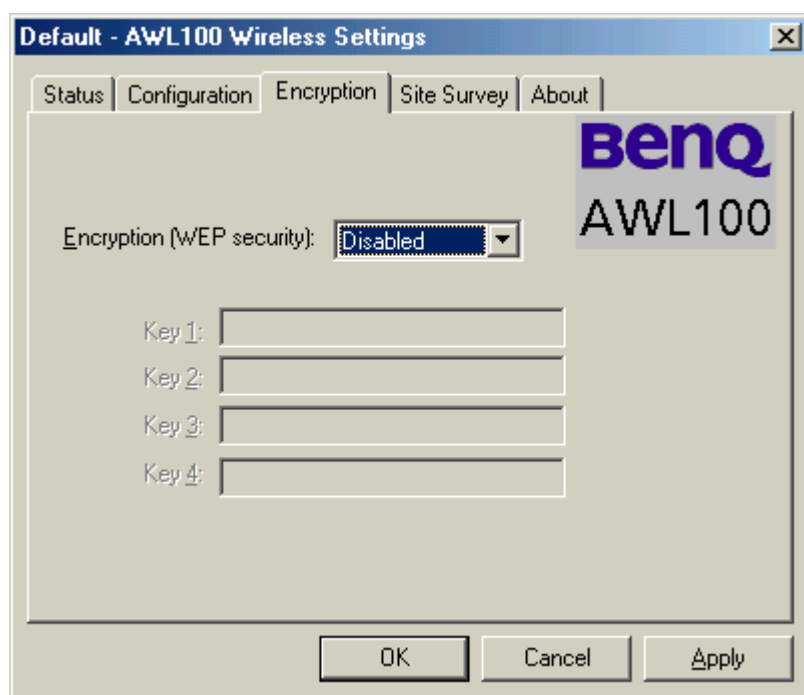 Default - AWL100 Wireless Settings
Status Configuration Encryption Site Survey About
BenQ
AWL100
Encryption (WEP security): Disabled
Key 1:
Key 2:
Key 3:
Key 4:
OK Cancel Apply